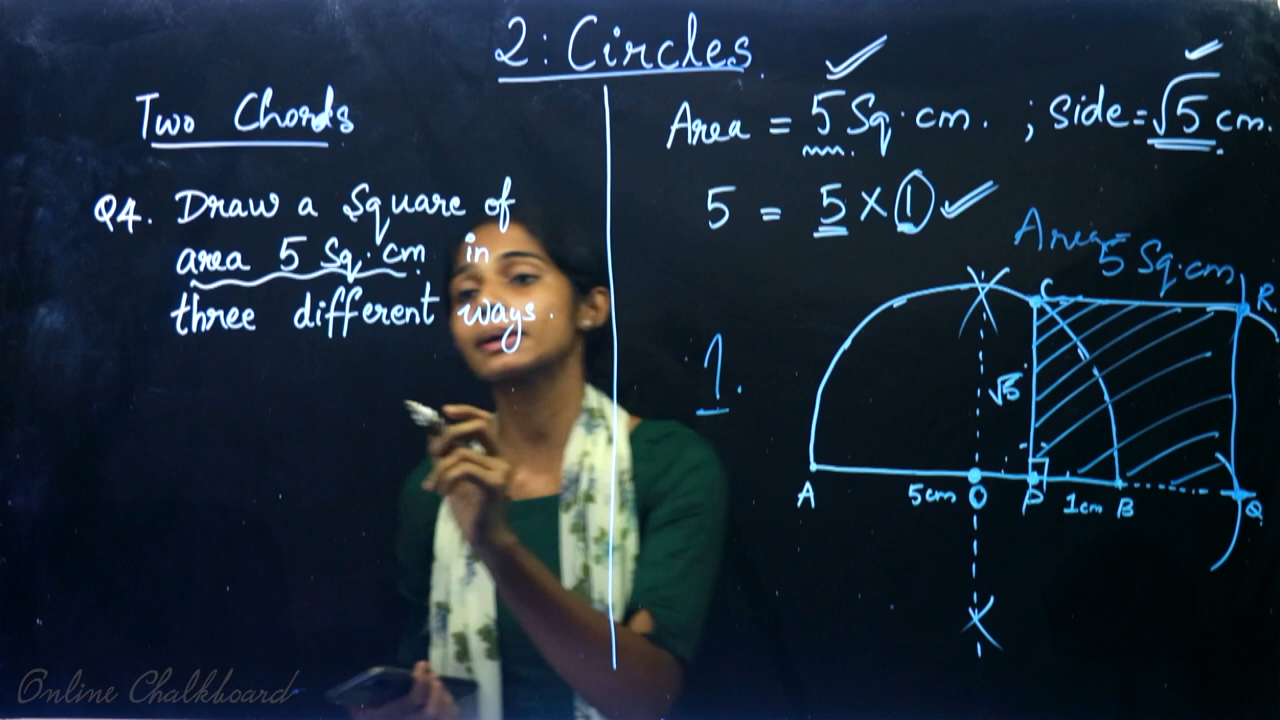 2: Circles
Two Chords
Q4. Draw a Square of
area 5 Sq.cm in
three different ways.
Area = 5 Sq.cm. ; side = √5 cm.
5 = 5 × 1
Area =
5 Sq.cm
1.
C
R
√5
A
5cm
O
P
1cm
B
Q
Online Chalkboard